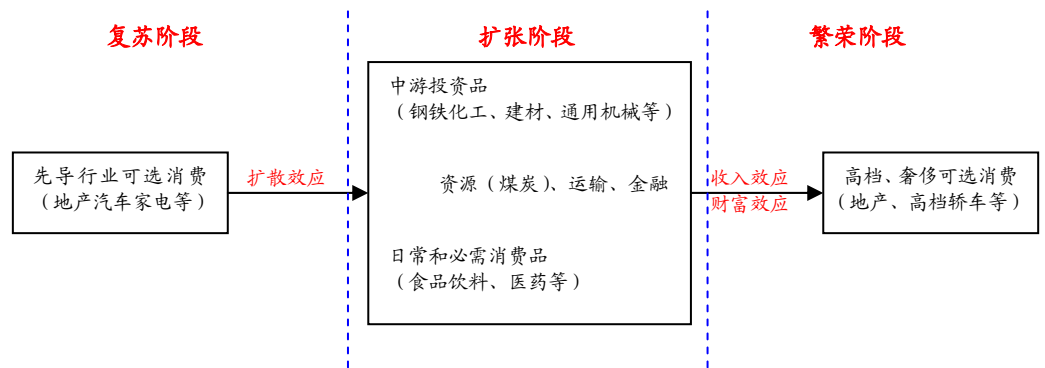 复苏阶段
扩张阶段
繁荣阶段
中游投资品
（钢铁化工、建材、通用机械等）
先导行业可选消费
（地产汽车家电等）
扩散效应
资源（煤炭）、运输、金融
收入效应
财富效应
高档、奢侈可选消费
（地产、高档轿车等）
日常和必需消费品
（食品饮料、医药等）